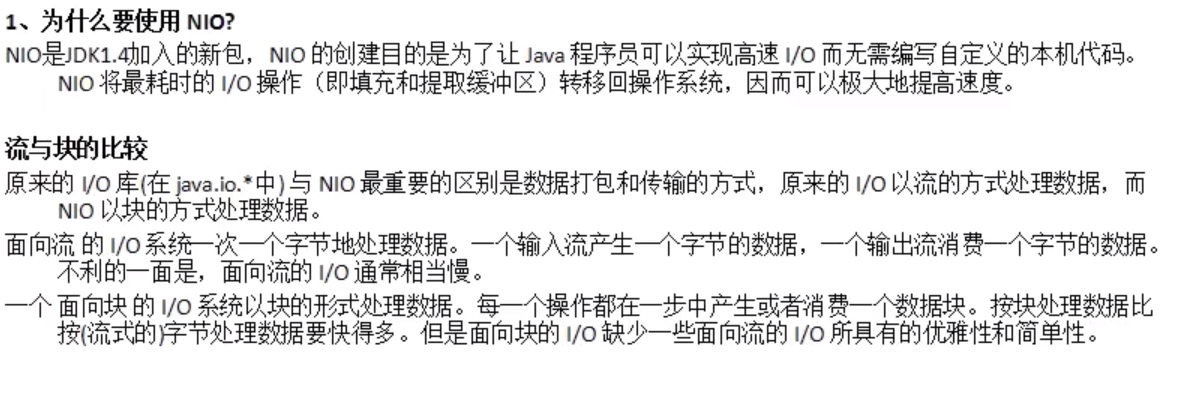 1、为什么要使用 NIO?
NIO是JDK1.4加入的新包，NIO 的创建目的是为了让 Java 程序员可以实现高速 I/O 而无需编写自定义的本机代码。
NIO 将最耗时的 I/O 操作（即填充和提取缓冲区）转移回操作系统，因而可以极大地提高速度。
流与块的比较
原来的 I/O 库(在 java.io.*中) 与 NIO 最重要的区别是数据打包和传输的方式，原来的 I/O 以流的方式处理数据，而
NIO 以块的方式处理数据。
面向流 的 I/O 系统一次一个字节地处理数据。一个输入流产生一个字节的数据，一个输出流消费一个字节的数据。
不利的一面是，面向流的 I/O 通常相当慢。
一个 面向块 的 I/O 系统以块的形式处理数据。每一个操作都在一步中产生或者消费一个数据块。按块处理数据比
按(流式的)字节处理数据要快得多。但是面向块的 I/O 缺少一些面向流的 I/O 所具有的优雅性和简单性。